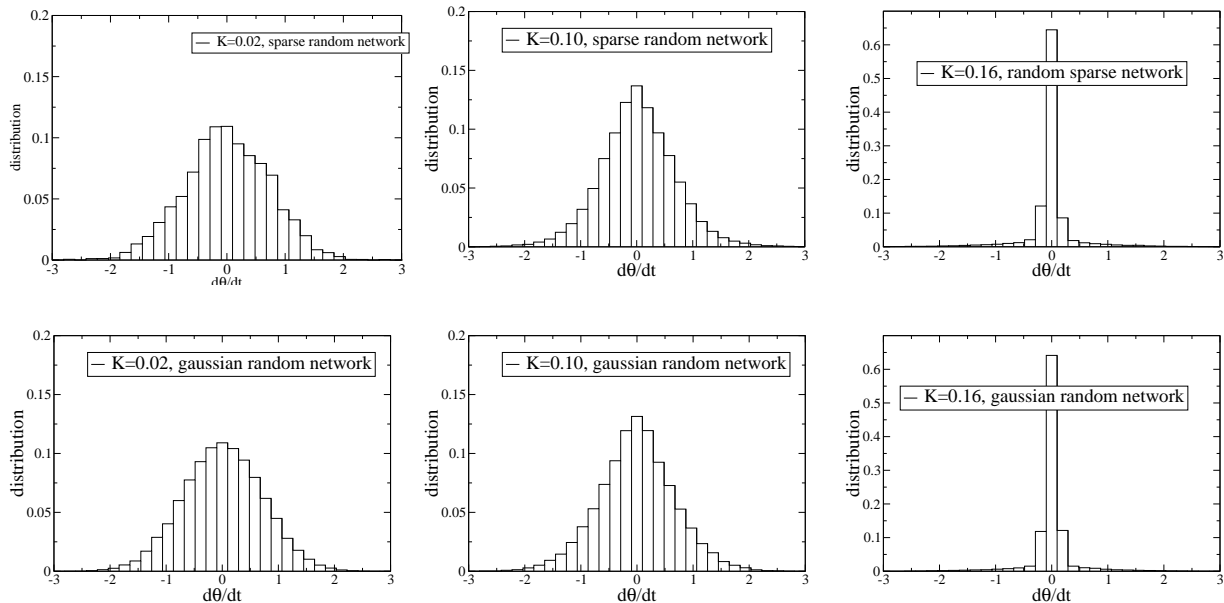 0.2
0.15
0.1
0.05
0
distribution
K=0.02, sparse random network
-3 -2 -1 0 1 2 3
dθ/dt
0.2
0.15
0.1
0.05
0
distribution
K=0.10, sparse random network
-3 -2 -1 0 1 2 3
dθ/dt
0.6
0.5
0.4
0.3
0.2
0.1
0
distribution
K=0.16, random sparse network
-3 -2 -1 0 1 2 3
dθ/dt
0.2
0.15
0.1
0.05
0
distribution
K=0.02, gaussian random network
-3 -2 -1 0 1 2 3
dθ/dt
0.2
0.15
0.1
0.05
0
distribution
K=0.10, gaussian random network
-3 -2 -1 0 1 2 3
dθ/dt
0.6
0.5
0.4
0.3
0.2
0.1
0
distribution
K=0.16, gaussian random network
-3 -2 -1 0 1 2 3
dθ/dt